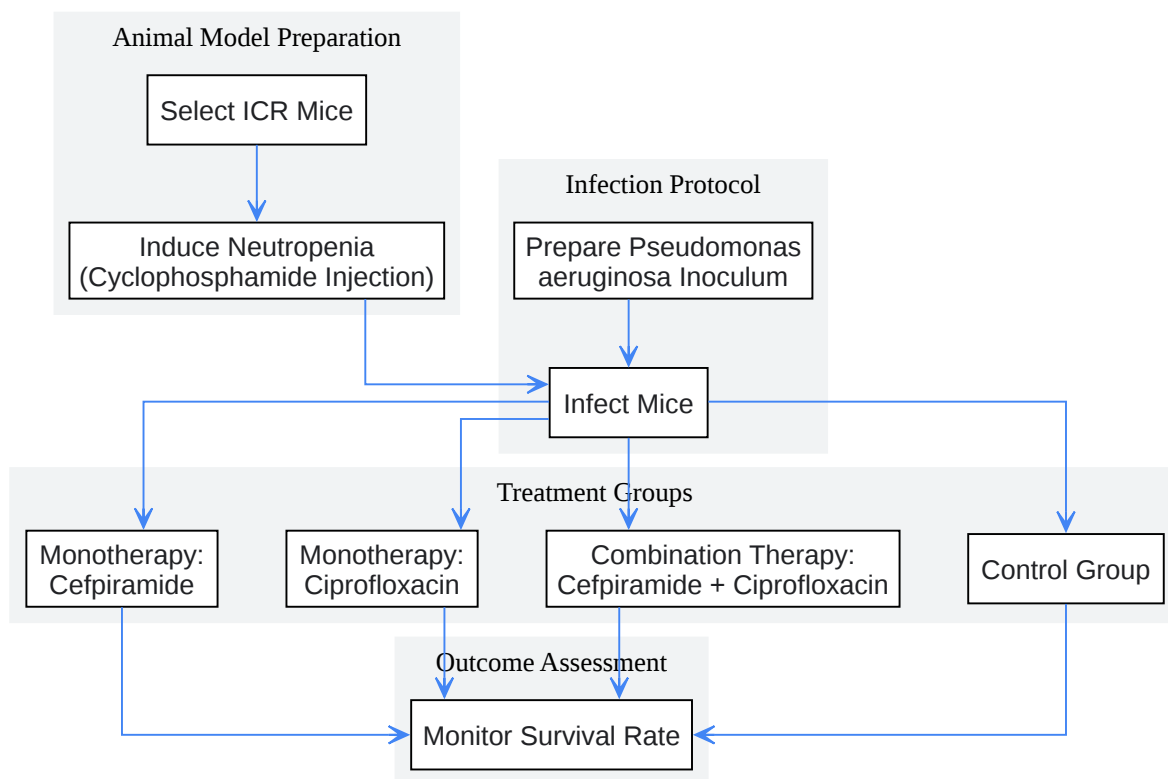 Animal Model Preparation
Select ICR Mice
Induce Neutropenia
(Cyclophosphamide Injection)
Infection Protocol
Prepare Pseudomonas
aeruginosa Inoculum
Infect Mice
Treatment Groups
Monotherapy:
Cefpiramide
Monotherapy:
Ciprofloxacin
Combination Therapy:
Cefpiramide + Ciprofloxacin
Control Group
Outcome Assessment
Monitor Survival Rate